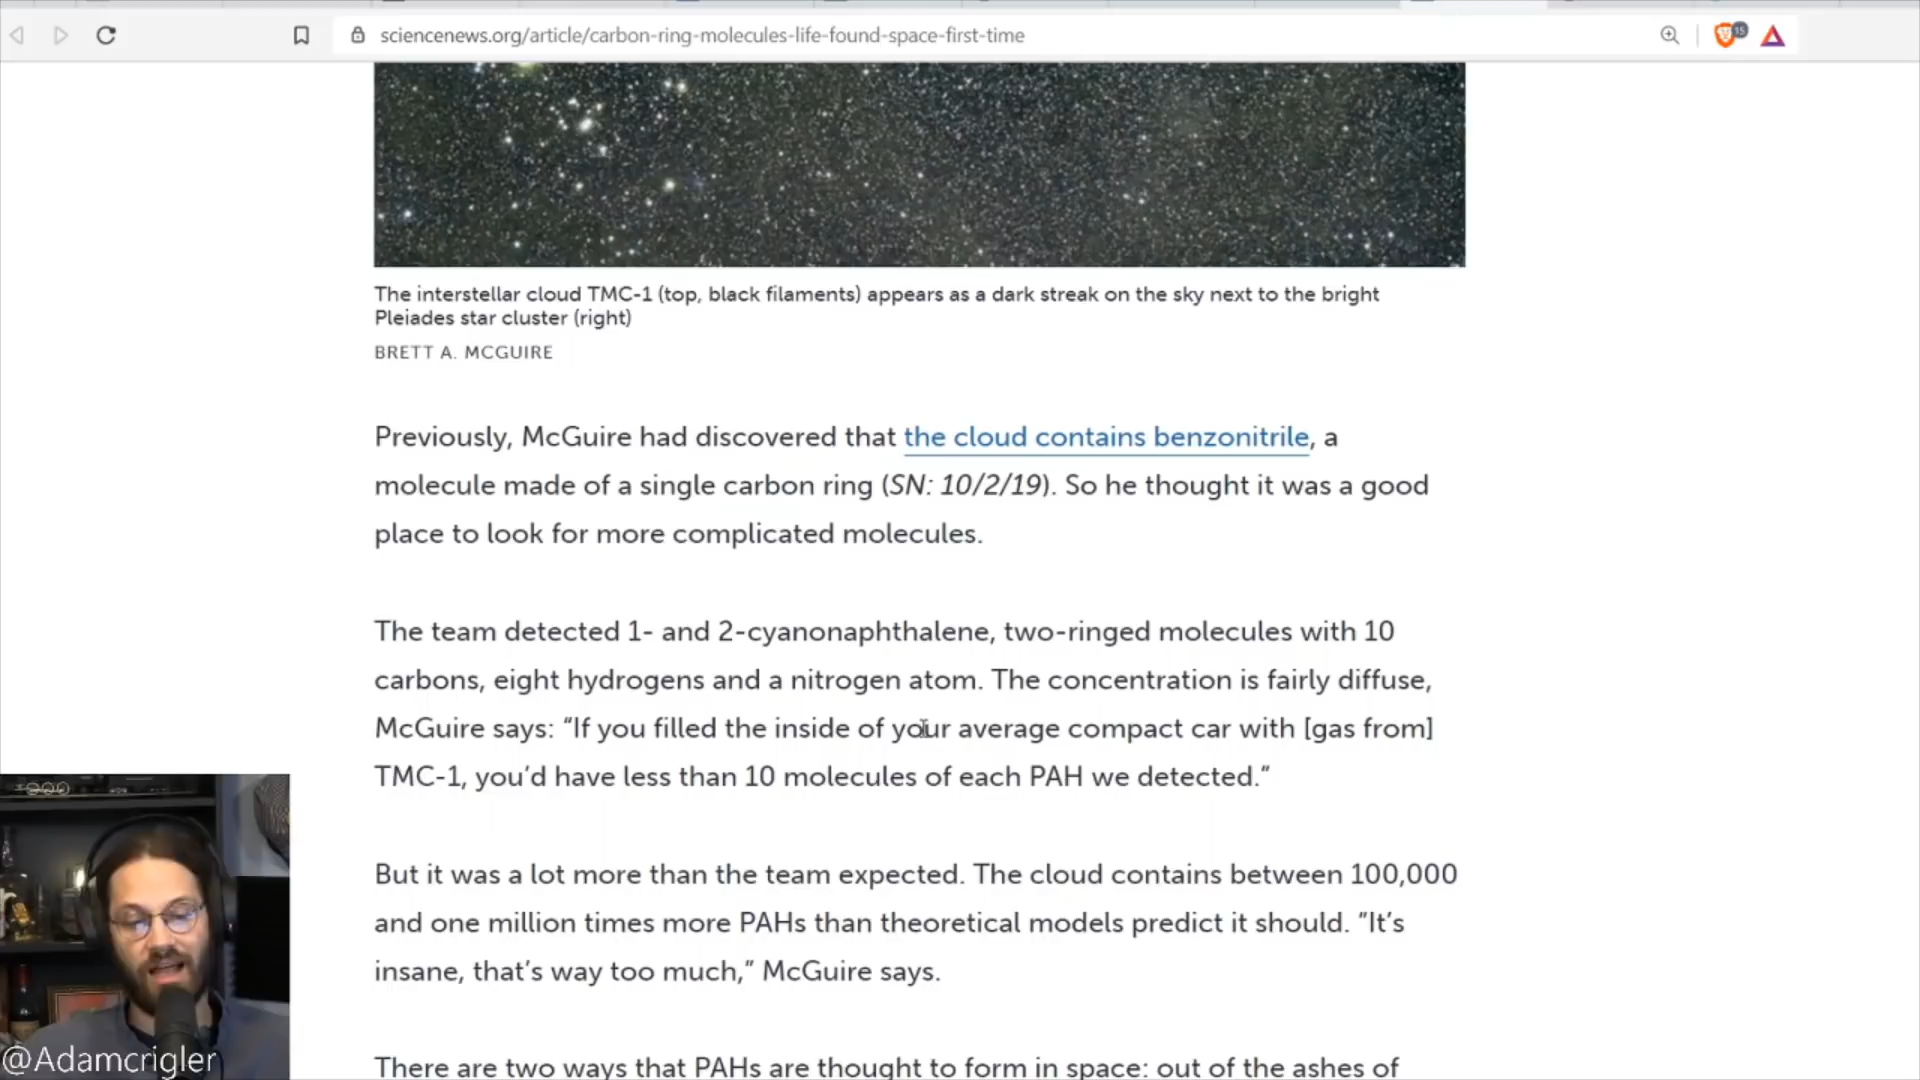 sciencenews.org/article/carbon-ring-molecules-life-found-space-first-time
15
The interstellar cloud TMC-1 (top, black filaments) appears as a dark streak on the sky next to the bright
Pleiades star cluster (right)
BRETT A. MCGUIRE
Previously, McGuire had discovered that the cloud contains benzonitrile, a
molecule made of a single carbon ring (SN: 10/2/19). So he thought it was a good
place to look for more complicated molecules.
The team detected 1- and 2-cyanonaphthalene, two-ringed molecules with 10
carbons, eight hydrogens and a nitrogen atom. The concentration is fairly diffuse,
McGuire says: “If you filled the inside of your average compact car with [gas from]
TMC-1, you’d have less than 10 molecules of each PAH we detected.”
But it was a lot more than the team expected. The cloud contains between 100,000
and one million times more PAHs than theoretical models predict it should. “It’s
insane, that’s way too much,” McGuire says.
There are two ways that PAHs are thought to form in space: out of the ashes of
@Adamcrigler